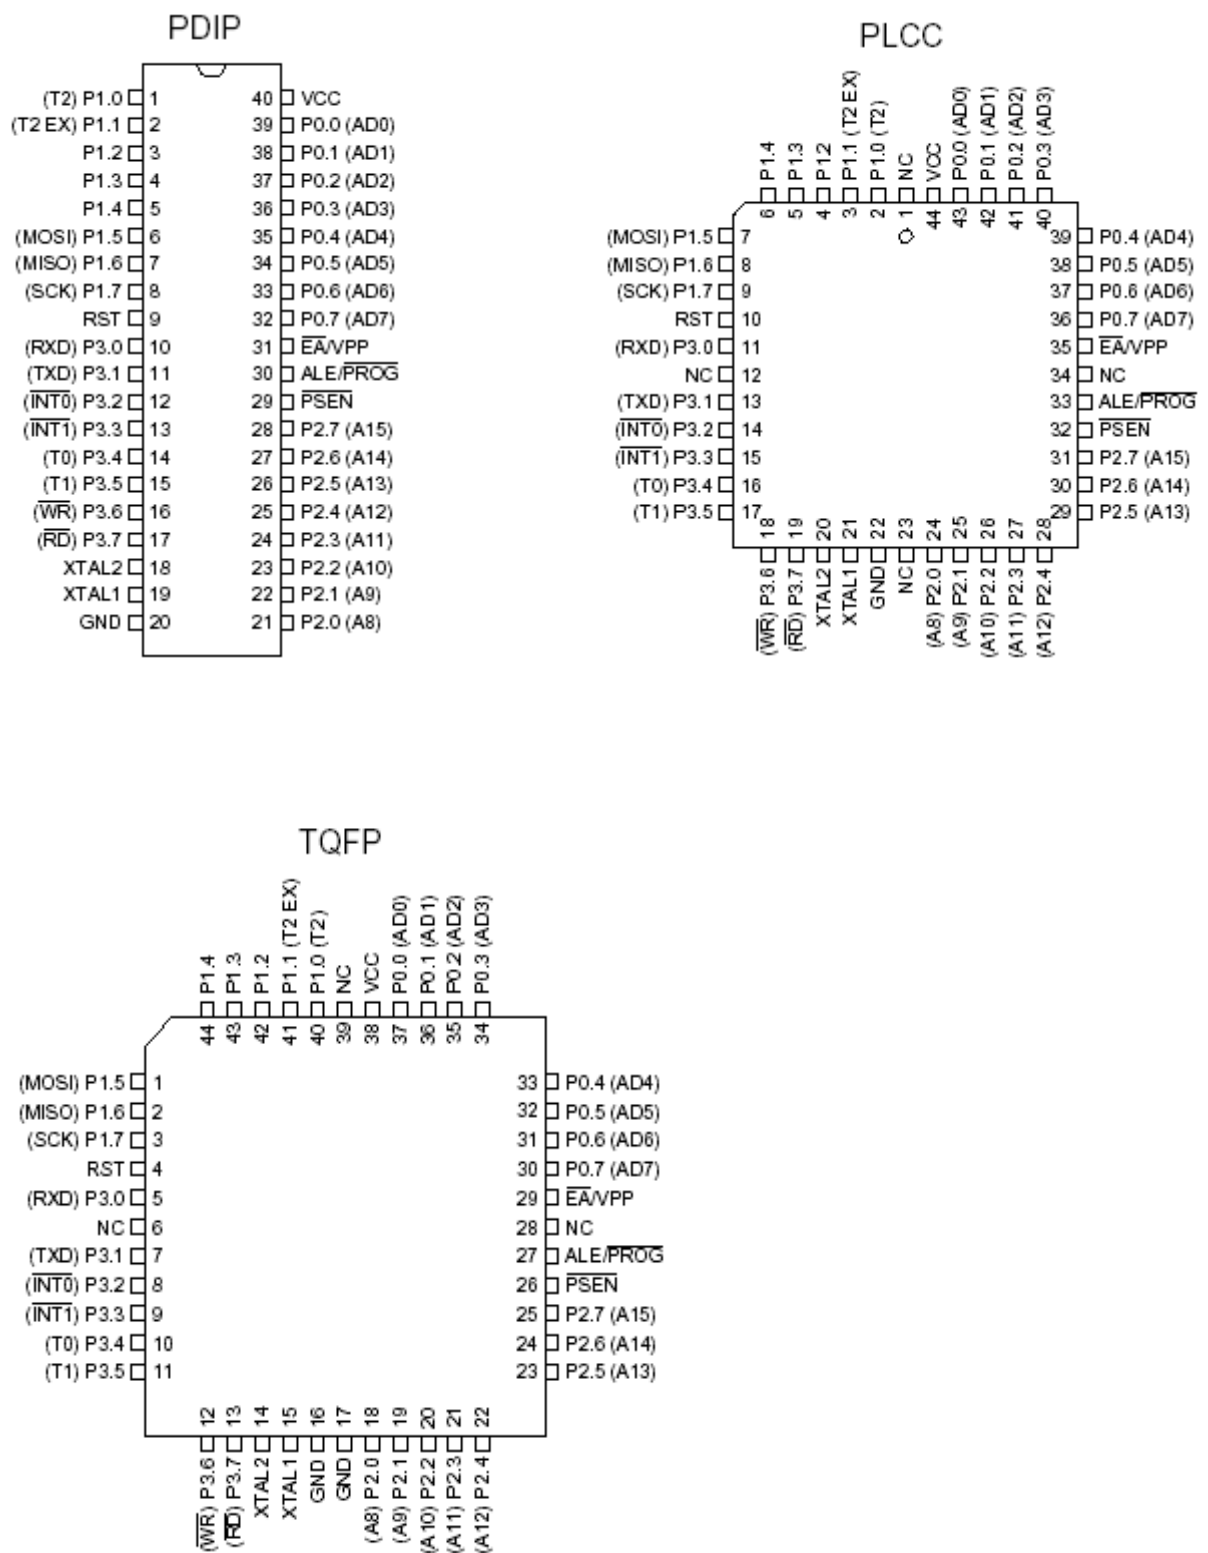 PDIP
(T2) P1.0 1 40 VCC
(T2 EX) P1.1 2 39 P0.0 (AD0)
P1.2 3 38 P0.1 (AD1)
P1.3 4 37 P0.2 (AD2)
P1.4 5 36 P0.3 (AD3)
(MOSI) P1.5 6 35 P0.4 (AD4)
(MISO) P1.6 7 34 P0.5 (AD5)
(SCK) P1.7 8 33 P0.6 (AD6)
RST 9 32 P0.7 (AD7)
(RXD) P3.0 10 31 EA/VPP
(TXD) P3.1 11 30 ALE/PROG
(INT0) P3.2 12 29 PSEN
(INT1) P3.3 13 28 P2.7 (A15)
(T0) P3.4 14 27 P2.6 (A14)
(T1) P3.5 15 26 P2.5 (A13)
(WR) P3.6 16 25 P2.4 (A12)
(RD) P3.7 17 24 P2.3 (A11)
XTAL2 18 23 P2.2 (A10)
XTAL1 19 22 P2.1 (A9)
GND 20 21 P2.0 (A8)
PLCC
P1.4
P1.3
P1.2
P1.1 (T2 EX)
P1.0 (T2)
NC
VCC
P0.0 (AD0)
P0.1 (AD1)
P0.2 (AD2)
P0.3 (AD3)
6 5 4 3 2 1 44 43 42 41 40
(MOSI) P1.5 7 39 P0.4 (AD4)
(MISO) P1.6 8 38 P0.5 (AD5)
(SCK) P1.7 9 37 P0.6 (AD6)
RST 10 36 P0.7 (AD7)
(RXD) P3.0 11 35 EA/VPP
NC 12 34 NC
(TXD) P3.1 13 33 ALE/PROG
(INT0) P3.2 14 32 PSEN
(INT1) P3.3 15 31 P2.7 (A15)
(T0) P3.4 16 30 P2.6 (A14)
(T1) P3.5 17 29 P2.5 (A13)
18 19 20 21 22 23 24 25 26 27 28
(WR) P3.6
(RD) P3.7
XTAL2
XTAL1
GND
NC
(A8) P2.0
(A9) P2.1
(A10) P2.2
(A11) P2.3
(A12) P2.4
TQFP
P1.4
P1.3
P1.2
P1.1 (T2 EX)
P1.0 (T2)
NC
VCC
P0.0 (AD0)
P0.1 (AD1)
P0.2 (AD2)
P0.3 (AD3)
44 43 42 41 40 39 38 37 36 35 34
(MOSI) P1.5 1 33 P0.4 (AD4)
(MISO) P1.6 2 32 P0.5 (AD5)
(SCK) P1.7 3 31 P0.6 (AD6)
RST 4 30 P0.7 (AD7)
(RXD) P3.0 5 29 EA/VPP
NC 6 28 NC
(TXD) P3.1 7 27 ALE/PROG
(INT0) P3.2 8 26 PSEN
(INT1) P3.3 9 25 P2.7 (A15)
(T0) P3.4 10 24 P2.6 (A14)
(T1) P3.5 11 23 P2.5 (A13)
12 13 14 15 16 17 18 19 20 21 22
(WR) P3.6
(RD) P3.7
XTAL2
XTAL1
GND
GND
(A8) P2.0
(A9) P2.1
(A10) P2.2
(A11) P2.3
(A12) P2.4